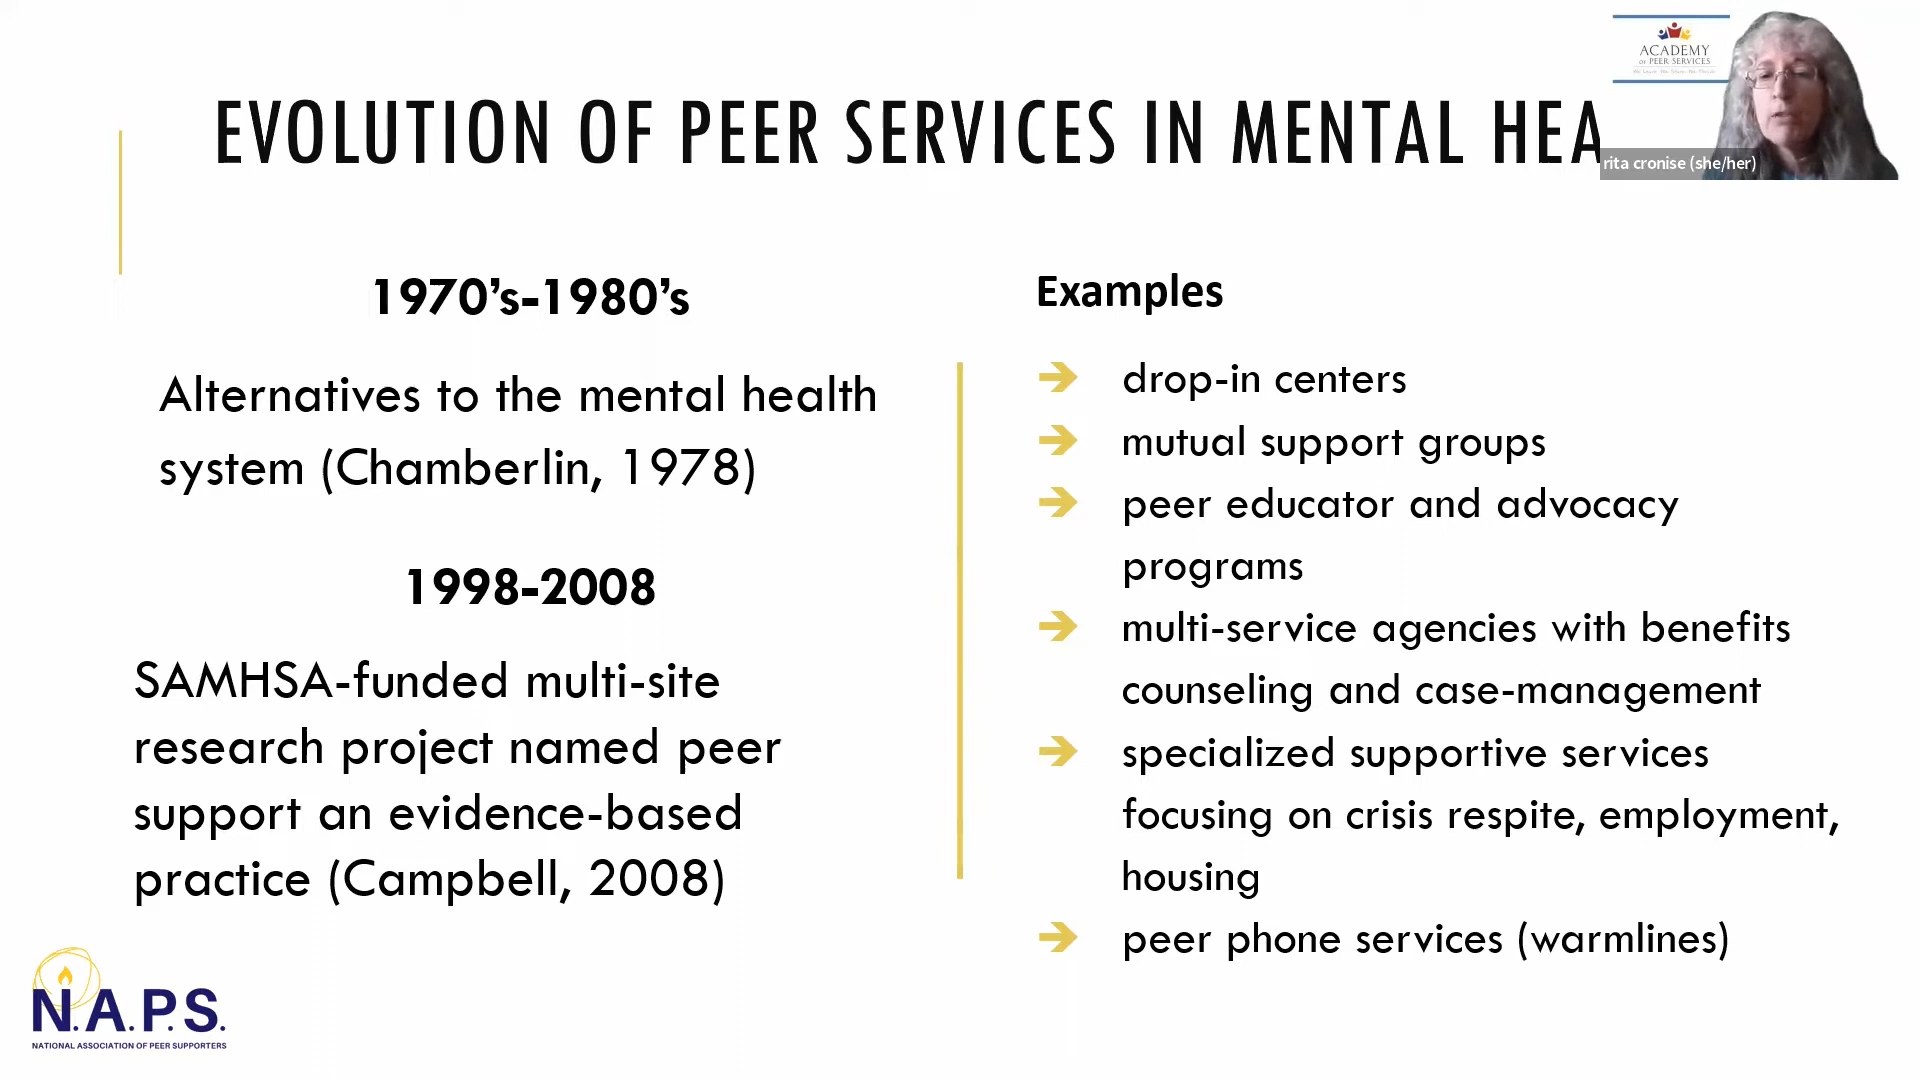 ACADEMY
OF PEER SERVICES
EVOLUTION OF PEER SERVICES IN MENTAL HEA
rita cronise (she/her)
1970’s-1980’s
Alternatives to the mental health
system (Chamberlin, 1978)
1998-2008
SAMHSA-funded multi-site
research project named peer
support an evidence-based
practice (Campbell, 2008)
Examples
➔ drop-in centers
➔ mutual support groups
➔ peer educator and advocacy
programs
➔ multi-service agencies with benefits
counseling and case-management
➔ specialized supportive services
focusing on crisis respite, employment,
housing
➔ peer phone services (warmlines)
N.A.P.S.
NATIONAL ASSOCIATION OF PEER SUPPORTERS